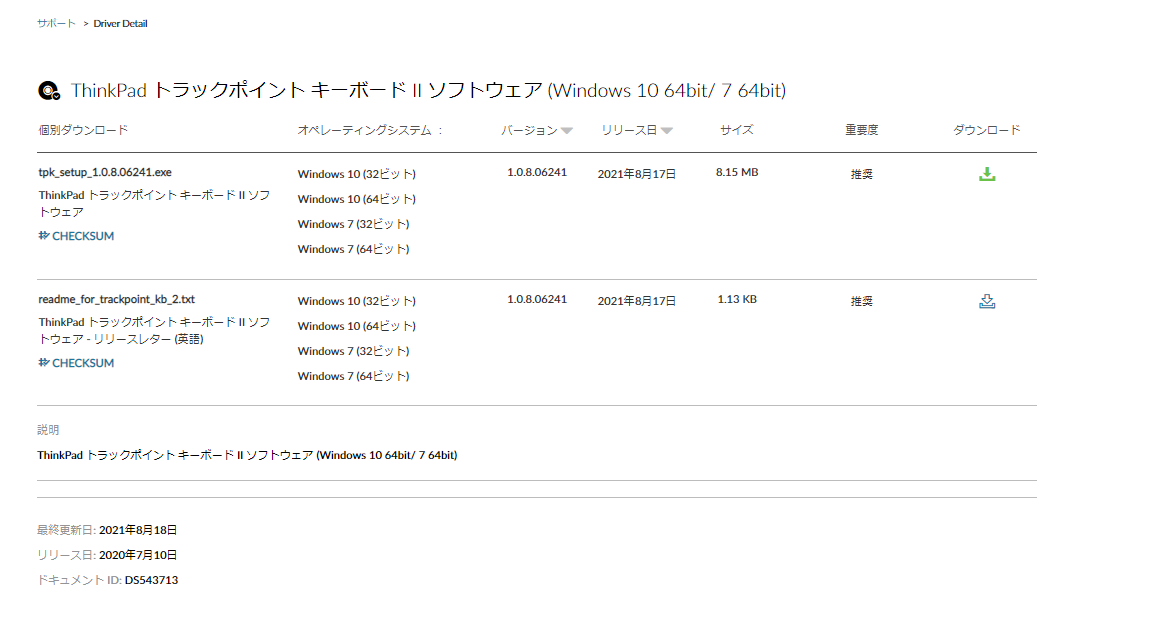 サポート > Driver Detail
ThinkPad トラックポイント キーボード II ソフトウェア (Windows 10 64bit/ 7 64bit)
個別ダウンロード オペレーティングシステム : バージョン リリース日 サイズ 重要度 ダウンロード
tpk_setup_1.0.8.06241.exe Windows 10 (32ビット) 1.0.8.06241 2021年8月17日 8.15 MB 推奨
ThinkPad トラックポイント キーボード II ソフ Windows 10 (64ビット)
トウェア Windows 7 (32ビット)
CHECKSUM Windows 7 (64ビット)
readme_for_trackpoint_kb_2.txt Windows 10 (32ビット) 1.0.8.06241 2021年8月17日 1.13 KB 推奨
ThinkPad トラックポイント キーボード II ソフ Windows 10 (64ビット)
トウェア - リリースレター (英語) Windows 7 (32ビット)
CHECKSUM Windows 7 (64ビット)
説明
ThinkPad トラックポイント キーボード II ソフトウェア (Windows 10 64bit/ 7 64bit)
最終更新日: 2021年8月18日
リリース日: 2020年7月10日
ドキュメント ID: DS543713